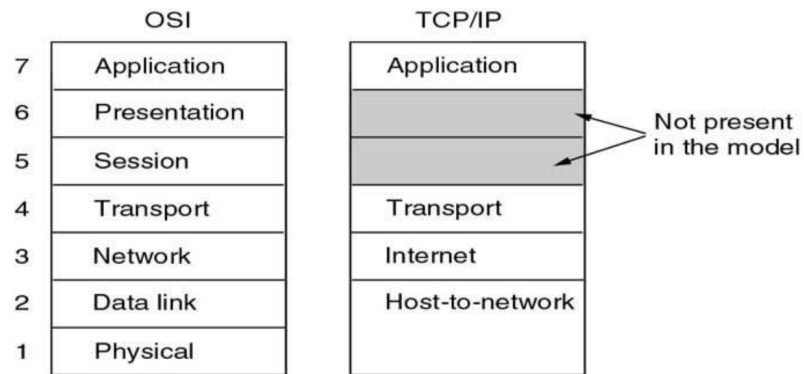 OSI TCP/IP
7 Application Application
6 Presentation
5 Session
Not present
in the model
4 Transport Transport
3 Network Internet
2 Data link Host-to-network
1 Physical